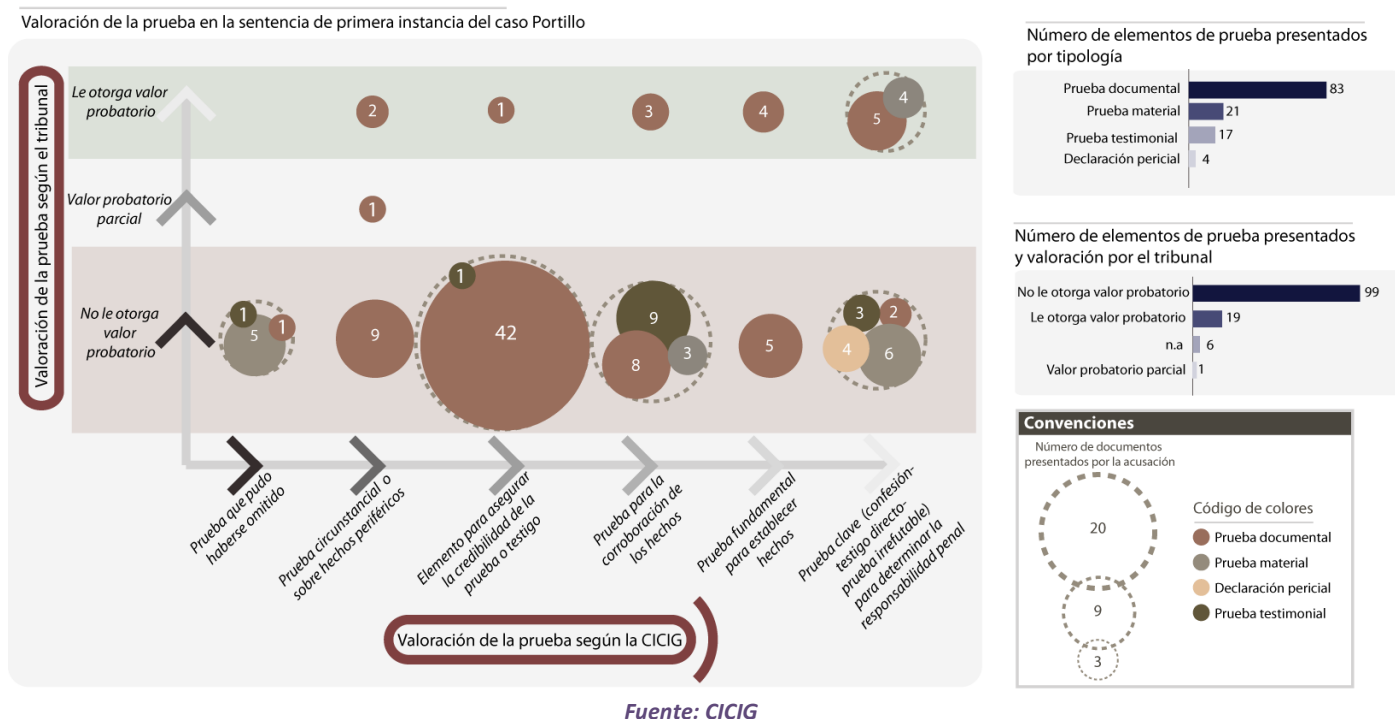 Valoración de la prueba en la sentencia de primera instancia del caso Portillo
Valoración de la prueba según el tribunal
Le otorga valor
probatorio
2
1
3
4
5
4
Valor probatorio
parcial
1
No le otorga
valor
probatorio
1
5
1
9
1
42
9
8
3
5
3
2
4
6
Prueba que pudo
haberse omitido
Prueba circunstancial o
sobre hechos periféricos
Elemento para asegurar
la credibilidad de la
prueba o testigo
Prueba para la
corroboración de
los hechos
Prueba fundamental
para establecer
hechos
Prueba clave (confesión-
testigo directo-
prueba irrefutable)
para determinar la
responsabilidad penal
Valoración de la prueba según la CICIG
Número de elementos de prueba presentados
por tipología
Prueba documental 83
Prueba material 21
Prueba testimonial 17
Declaración pericial 4
Número de elementos de prueba presentados
y valoración por el tribunal
No le otorga valor probatorio 99
Le otorga valor probatorio 19
n.a 6
Valor probatorio parcial 1
Convenciones
Número de documentos
presentados por la acusación
20
9
3
Código de colores
Prueba documental
Prueba material
Declaración pericial
Prueba testimonial
Fuente: CICIG